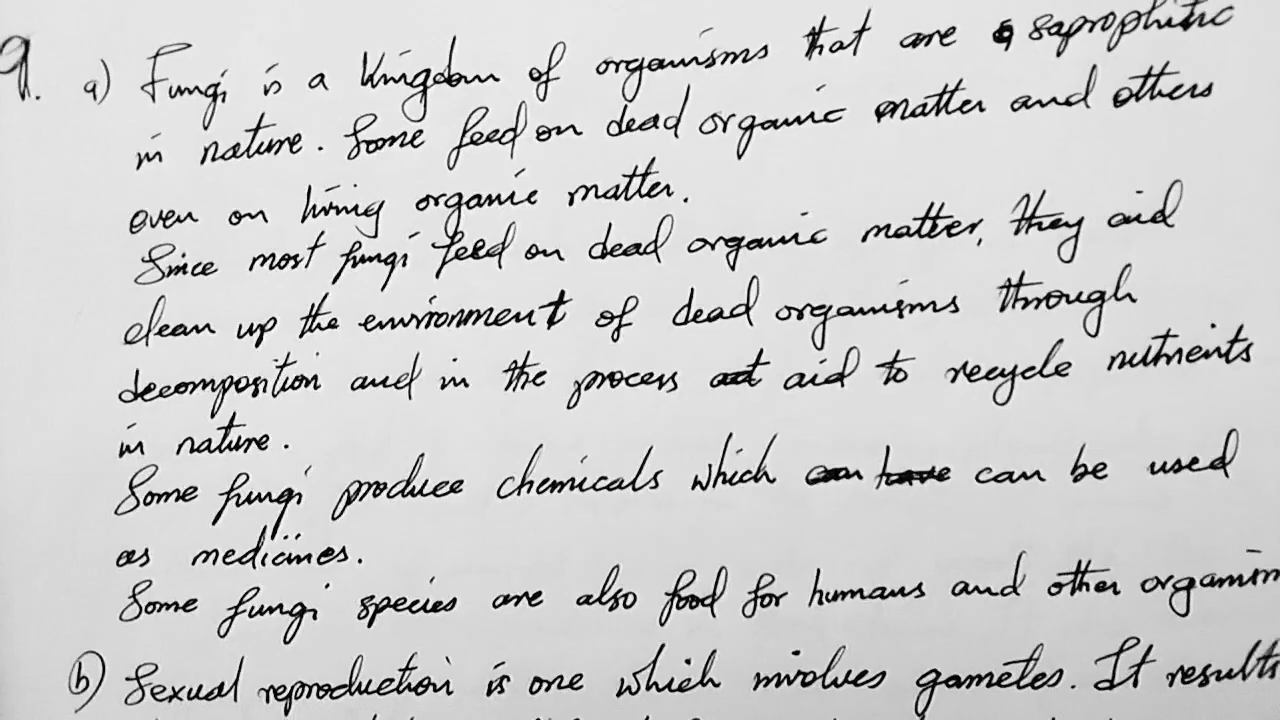 9. a) Fungi is a kingdom of organisms that are saprophitic
in nature. Some feed on dead organic matter and others
even on living organic matter.
Since most fungi feed on dead organic matter, they aid
clean up the environment of dead organisms through
decomposition and in the process aid to recycle nutrients
in nature.
Some fungi produce chemicals which can have can be used
as medicines.
Some fungi species are also food for humans and other organism
b) Sexual reproduction is one which involves gametes. It results